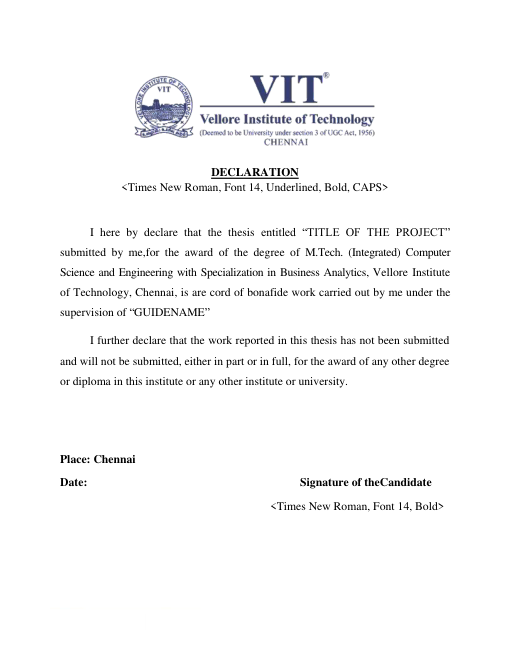 VELLORE INSTITUTE OF TECHNOLOGY
VIT
VIT®
Vellore Institute of Technology
(Deemed to be University under section 3 of UGC Act, 1956)
CHENNAI
DECLARATION
<Times New Roman, Font 14, Underlined, Bold, CAPS>
I here by declare that the thesis entitled “TITLE OF THE PROJECT”
submitted by me,for the award of the degree of M.Tech. (Integrated) Computer
Science and Engineering with Specialization in Business Analytics, Vellore Institute
of Technology, Chennai, is are cord of bonafide work carried out by me under the
supervision of “GUIDENAME”
I further declare that the work reported in this thesis has not been submitted
and will not be submitted, either in part or in full, for the award of any other degree
or diploma in this institute or any other institute or university.
Place: Chennai
Date:
Signature of theCandidate
<Times New Roman, Font 14, Bold>